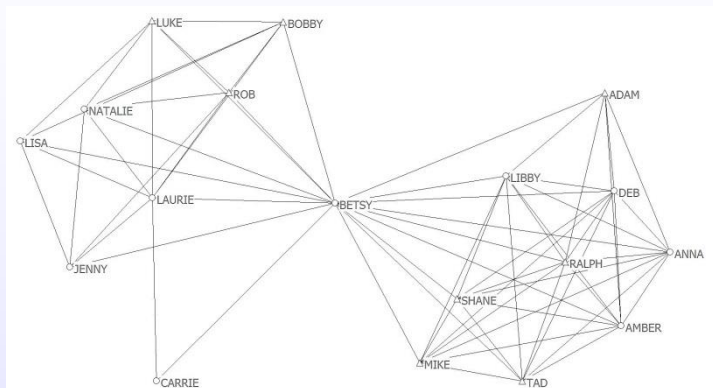 LUKE
BOBBY
ROB
ADAM
NATALIE
LISA
LIBBY
DEB
LAURIE
BETSY
ANNA
RALPH
JENNY
SHANE
AMBER
MIKE
CARRIE
TAD